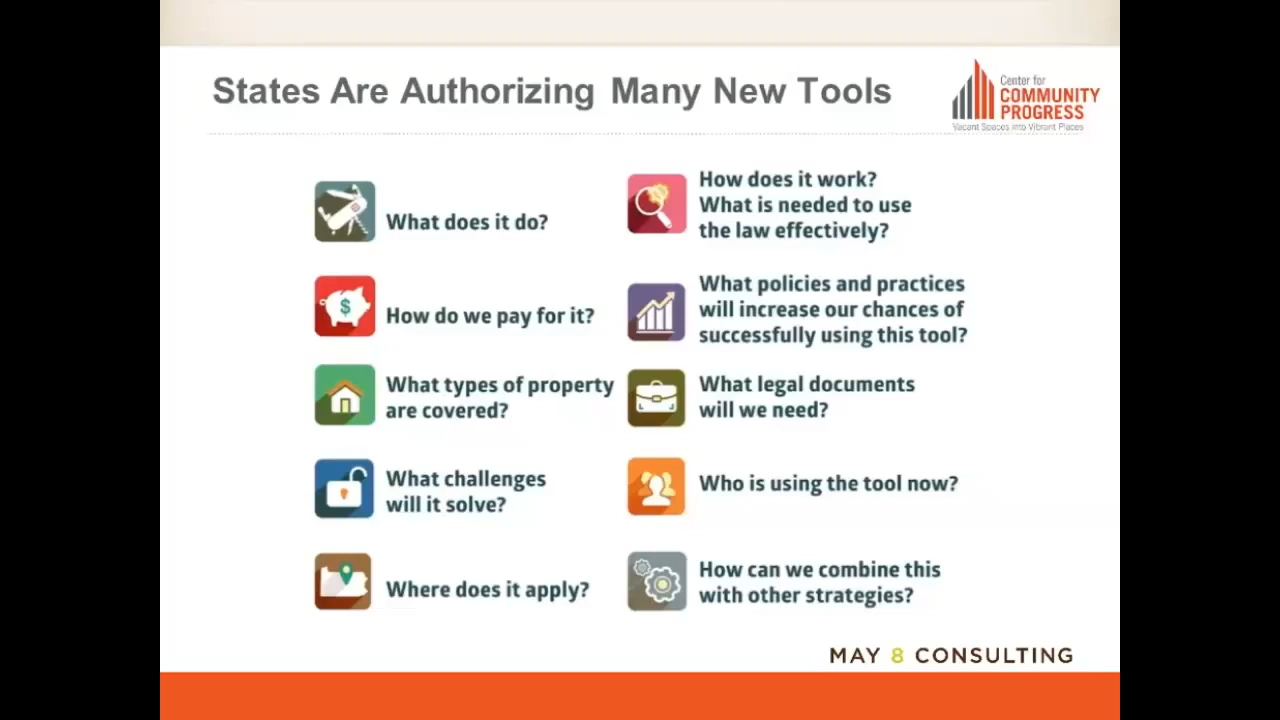 States Are Authorizing Many New Tools
Center for
COMMUNITY
PROGRESS
Vacant Spaces into Vibrant Places
What does it do?
How do we pay for it?
$
What types of property
are covered?
What challenges
will it solve?
Where does it apply?
How does it work?
What is needed to use
the law effectively?
What policies and practices
will increase our chances of
successfully using this tool?
What legal documents
will we need?
Who is using the tool now?
How can we combine this
with other strategies?
MAY 8 CONSULTING